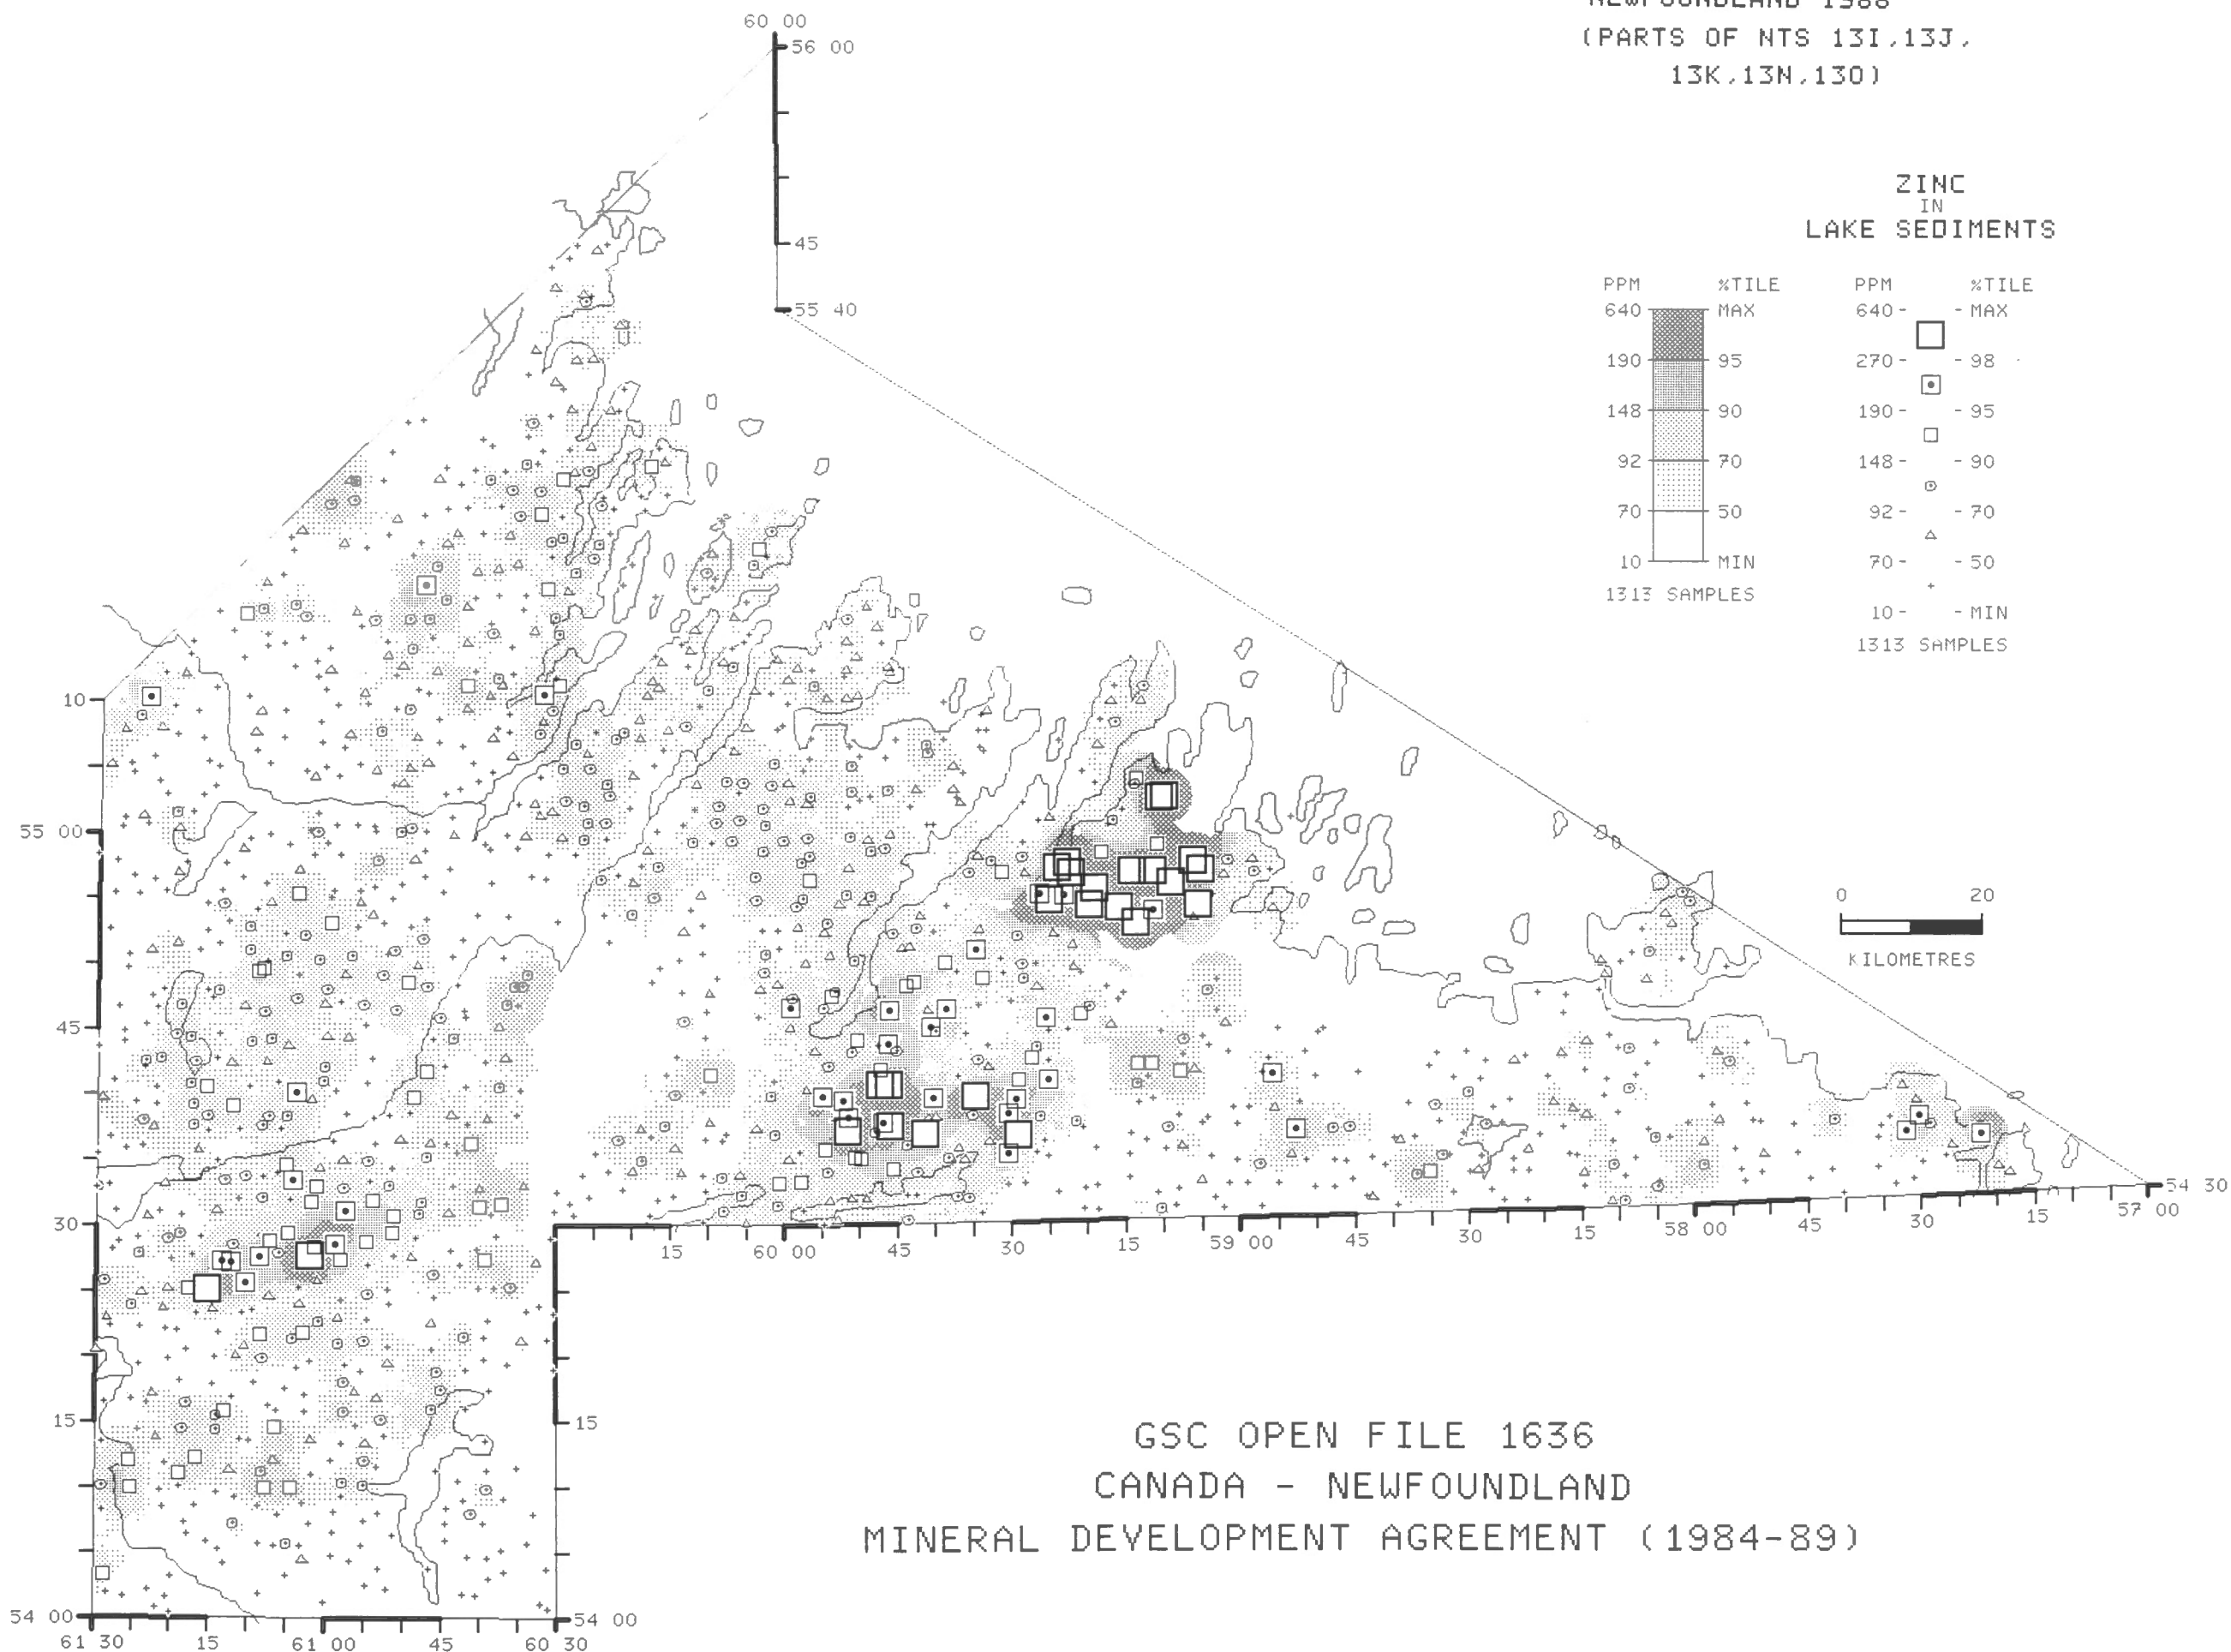 NEWFOUNDLAND 1988
(PARTS OF NTS 13I,13J,
13K,13N,13O)
ZINC
IN
LAKE SEDIMENTS
PPM %TILE
640 MAX
190 95
148 90
92 70
70 50
10 MIN
1313 SAMPLES
PPM %TILE
640 - - MAX
270 - - 98
190 - - 95
148 - - 90
92 - - 70
70 - - 50
10 - - MIN
1313 SAMPLES
60 00
56 00
45
55 40
10
55 00
45
30
15
54 00
61 30
15
61 00
45
60 30
54 00
15
15
60 00
45
30
15
59 00
45
30
15
58 00
45
30
15
57 00
54 30
0 20
KILOMETRES
GSC OPEN FILE 1636
CANADA - NEWFOUNDLAND
MINERAL DEVELOPMENT AGREEMENT (1984-89)